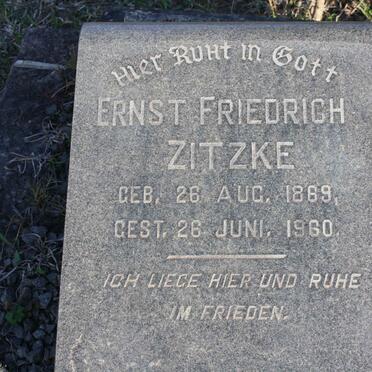 Hier Ruht in Gott
ERNST FRIEDRICH
ZITZKE
GEB. 26 AUG. 1869,
GEST. 26 JUNI. 1960.
ICH LIEGE HIER UND RUHE
IM FRIEDEN.